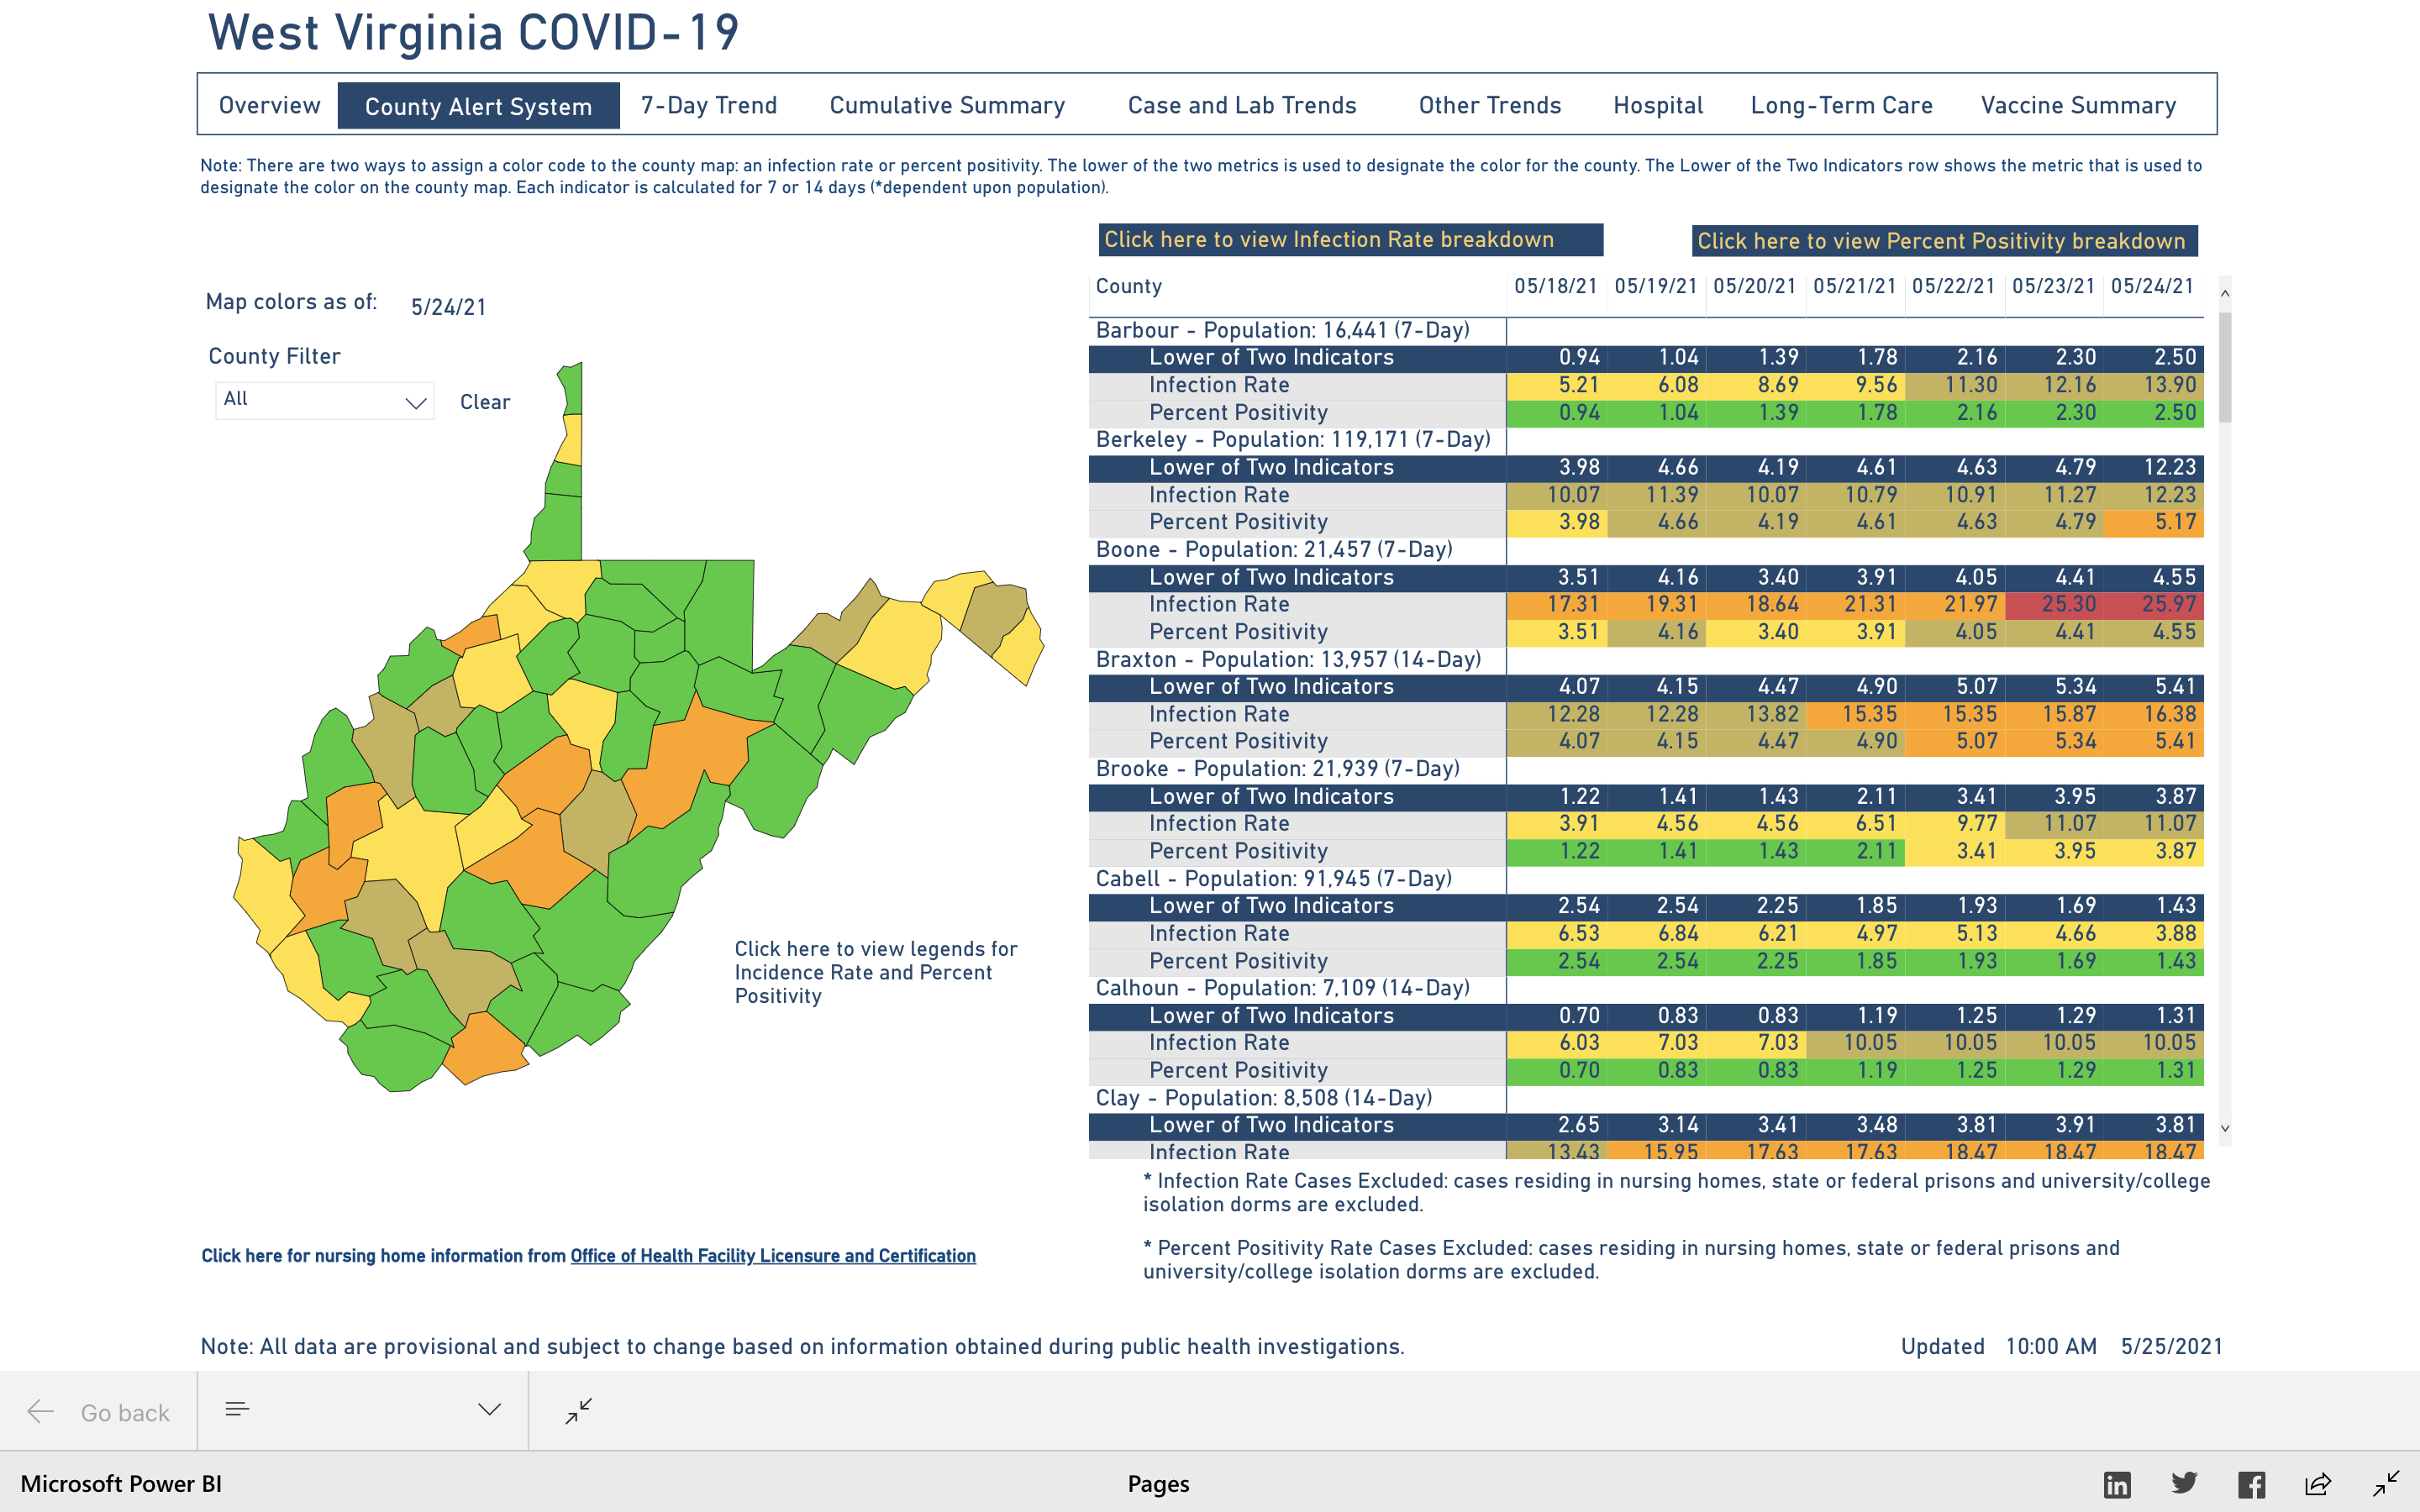 West Virginia COVID-19
Overview County Alert System 7-Day Trend Cumulative Summary Case and Lab Trends Other Trends Hospital Long-Term Care Vaccine Summary
Note: There are two ways to assign a color code to the county map: an infection rate or percent positivity. The lower of the two metrics is used to designate the color for the county. The Lower of the Two Indicators row shows the metric that is used to
designate the color on the county map. Each indicator is calculated for 7 or 14 days (*dependent upon population).
Click here to view Infection Rate breakdown Click here to view Percent Positivity breakdown
Map colors as of: 5/24/21
County Filter
All Clear
Click here to view legends for
Incidence Rate and Percent
Positivity
County 05/18/21 05/19/21 05/20/21 05/21/21 05/22/21 05/23/21 05/24/21
Barbour - Population: 16,441 (7-Day)
Lower of Two Indicators 0.94 1.04 1.39 1.78 2.16 2.30 2.50
Infection Rate 5.21 6.08 8.69 9.56 11.30 12.16 13.90
Percent Positivity 0.94 1.04 1.39 1.78 2.16 2.30 2.50
Berkeley - Population: 119,171 (7-Day)
Lower of Two Indicators 3.98 4.66 4.19 4.61 4.63 4.79 12.23
Infection Rate 10.07 11.39 10.07 10.79 10.91 11.27 12.23
Percent Positivity 3.98 4.66 4.19 4.61 4.63 4.79 5.17
Boone - Population: 21,457 (7-Day)
Lower of Two Indicators 3.51 4.16 3.40 3.91 4.05 4.41 4.55
Infection Rate 17.31 19.31 18.64 21.31 21.97 25.30 25.97
Percent Positivity 3.51 4.16 3.40 3.91 4.05 4.41 4.55
Braxton - Population: 13,957 (14-Day)
Lower of Two Indicators 4.07 4.15 4.47 4.90 5.07 5.34 5.41
Infection Rate 12.28 12.28 13.82 15.35 15.35 15.87 16.38
Percent Positivity 4.07 4.15 4.47 4.90 5.07 5.34 5.41
Brooke - Population: 21,939 (7-Day)
Lower of Two Indicators 1.22 1.41 1.43 2.11 3.41 3.95 3.87
Infection Rate 3.91 4.56 4.56 6.51 9.77 11.07 11.07
Percent Positivity 1.22 1.41 1.43 2.11 3.41 3.95 3.87
Cabell - Population: 91,945 (7-Day)
Lower of Two Indicators 2.54 2.54 2.25 1.85 1.93 1.69 1.43
Infection Rate 6.53 6.84 6.21 4.97 5.13 4.66 3.88
Percent Positivity 2.54 2.54 2.25 1.85 1.93 1.69 1.43
Calhoun - Population: 7,109 (14-Day)
Lower of Two Indicators 0.70 0.83 0.83 1.19 1.25 1.29 1.31
Infection Rate 6.03 7.03 7.03 10.05 10.05 10.05 10.05
Percent Positivity 0.70 0.83 0.83 1.19 1.25 1.29 1.31
Clay - Population: 8,508 (14-Day)
Lower of Two Indicators 2.65 3.14 3.41 3.48 3.81 3.91 3.81
Infection Rate 13.43 15.95 17.63 17.63 18.47 18.47 18.47
* Infection Rate Cases Excluded: cases residing in nursing homes, state or federal prisons and university/college
isolation dorms are excluded.
* Percent Positivity Rate Cases Excluded: cases residing in nursing homes, state or federal prisons and
university/college isolation dorms are excluded.
Click here for nursing home information from Office of Health Facility Licensure and Certification
Note: All data are provisional and subject to change based on information obtained during public health investigations.
Updated 10:00 AM 5/25/2021
Go back
Microsoft Power BI Pages